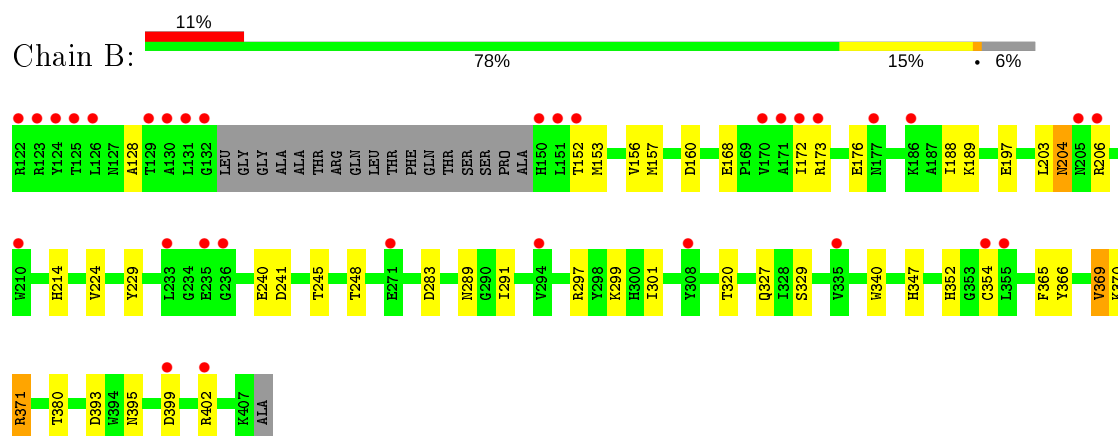 11%
Chain B:
78% 15% • 6%
R122 R123 Y124 T125 L126 N127 A128 T129 A130 L131 G132 LEU GLY GLY ALA ALA THR ARG GLN LEU THR PHE GLN THR SER SER PRO ALA H150 L151 T152 M153 V156 M157 D160 E168 P169 V170 A171 I172 R173 E176 N177 K186 A187 I188 K189 E197 L203 N204 N205 R206
W210 H214 V224 Y229 L233 G234 E235 G236 E240 D241 T245 T248 E271 D283 N289 G290 I291 V294 R297 Y298 K299 H300 I301 Y308 T320 Q327 I328 S329 V335 W340 H347 H352 G353 C354 L355 F365 Y366 V369 K370
R371 T380 D393 W394 N395 D399 R402 K407 ALA